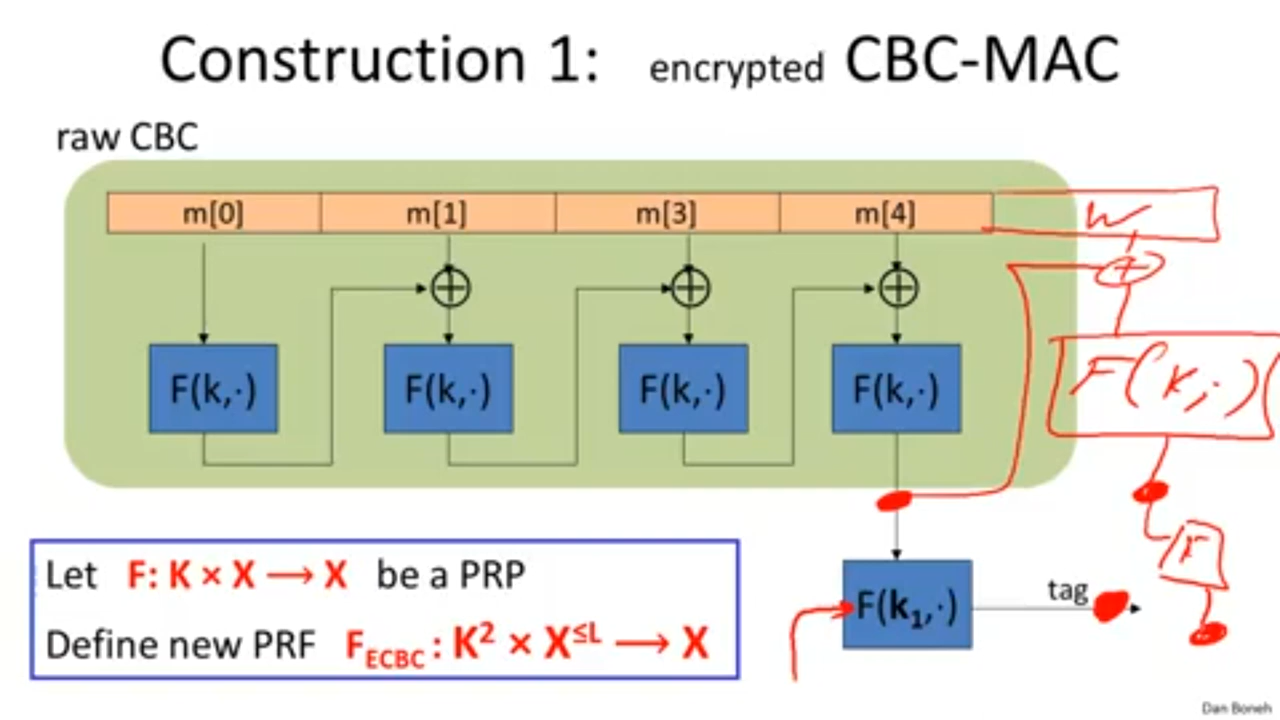 Construction 1: encrypted CBC-MAC
raw CBC
m[0] m[1] m[3] m[4] w
F(k,·) F(k,·) F(k,·) F(k,·) F(k,·)
F(k₁,·) tag F
Let F: K × X ⟶ X be a PRP
Define new PRF F_ECBC : K² × X^≤L ⟶ X
Dan Boneh